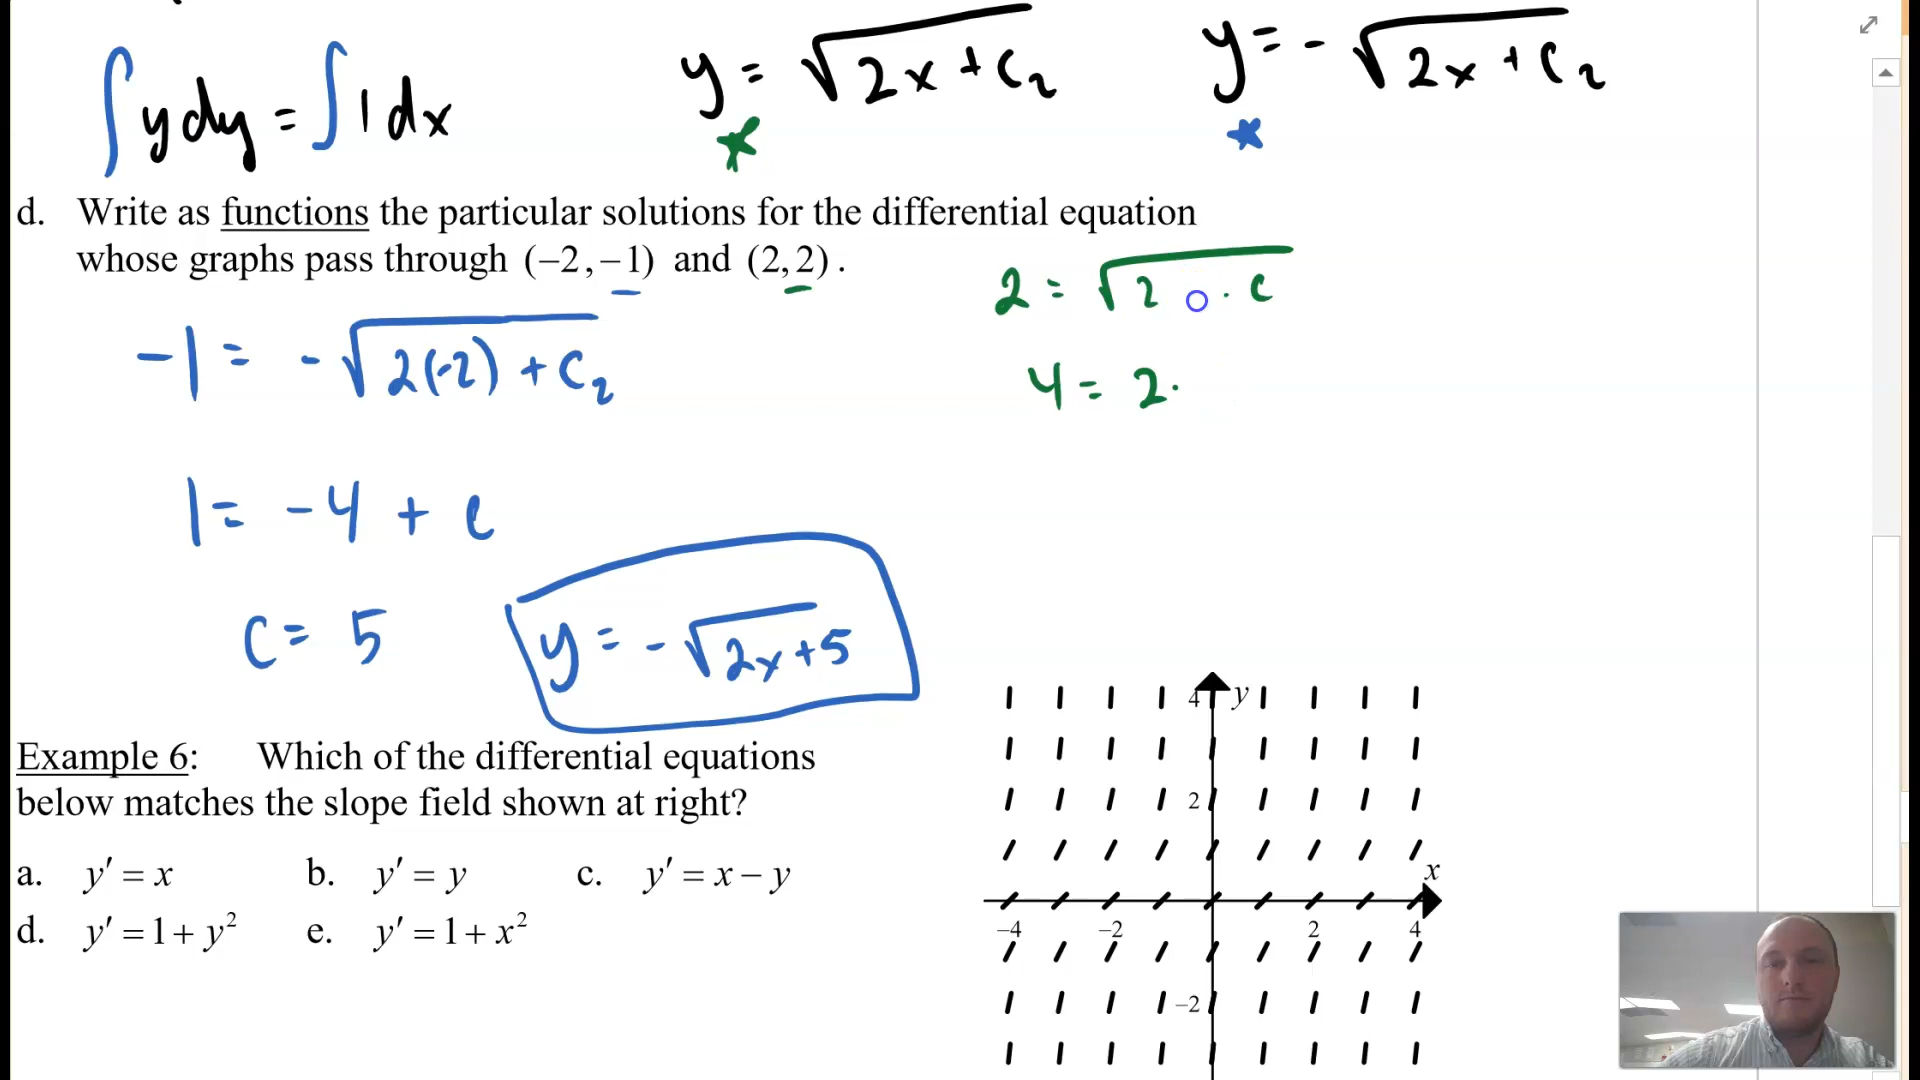 ∫ y dy = ∫ 1 dx
y = √(2x + C₂)
y = - √(2x + C₂)
d. Write as functions the particular solutions for the differential equation
whose graphs pass through (−2,−1) and (2,2).
-1 = - √(2(-2) + C₂)
1 = -4 + C
C = 5
y = - √(2x + 5)
2 = √(2 · C)
4 = 2 ·
Example 6: Which of the differential equations
below matches the slope field shown at right?
a. y′ = x b. y′ = y c. y′ = x − y
d. y′ = 1 + y² e. y′ = 1 + x²
4 y
2
x
−4 −2 2 4
−2